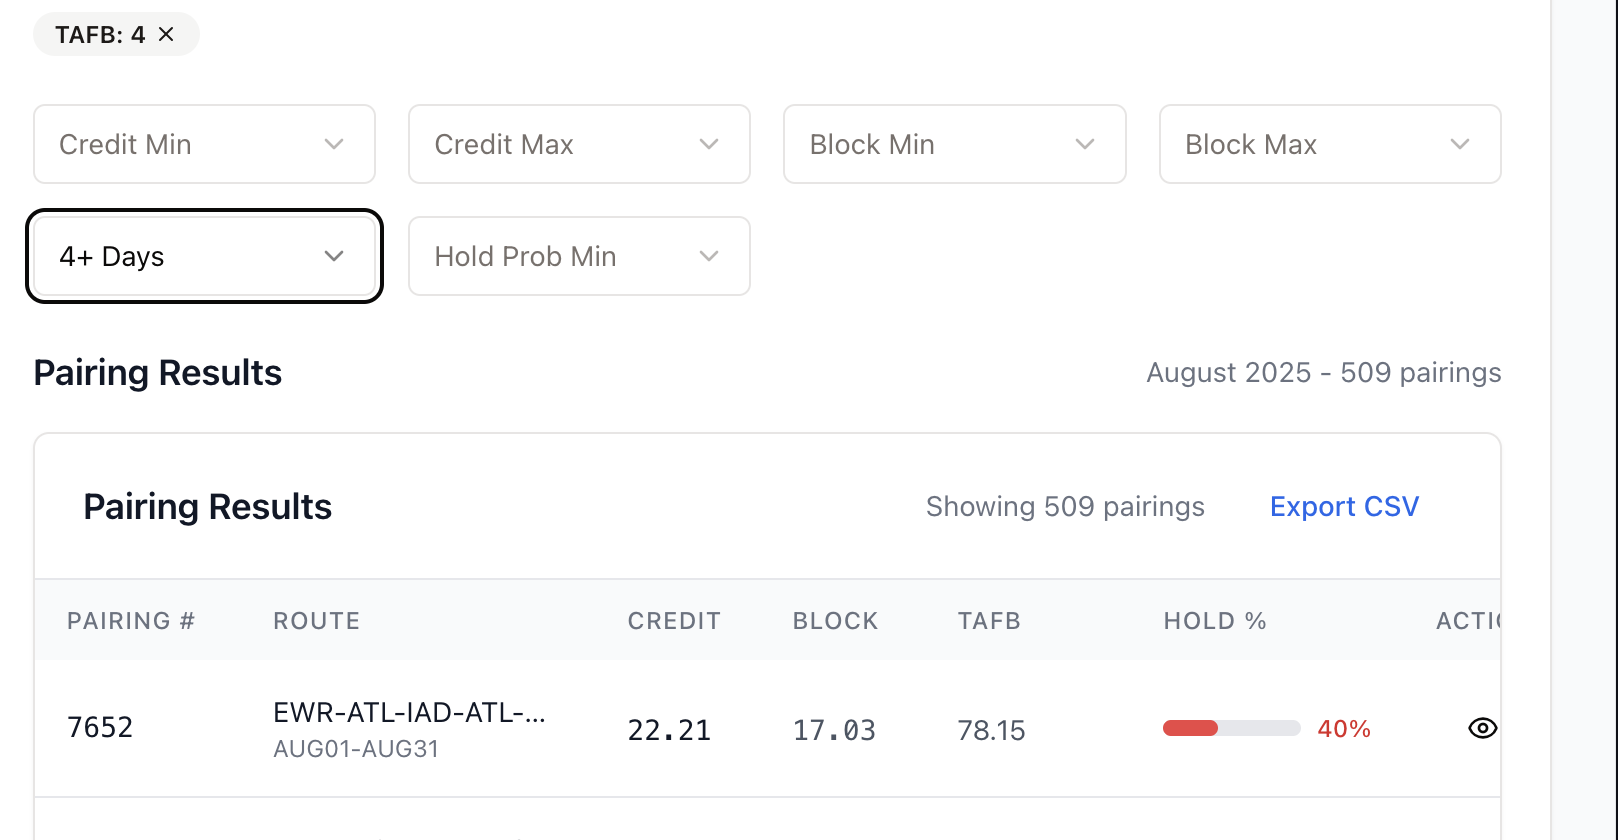 TAFB: 4 ×
Credit Min
Credit Max
Block Min
Block Max
4+ Days
Hold Prob Min
Pairing Results
August 2025 - 509 pairings
Pairing Results
Showing 509 pairings
Export CSV
PAIRING # ROUTE CREDIT BLOCK TAFB HOLD %
7652 EWR-ATL-IAD-ATL-... 22.21 17.03 78.15 40%
AUG01-AUG31